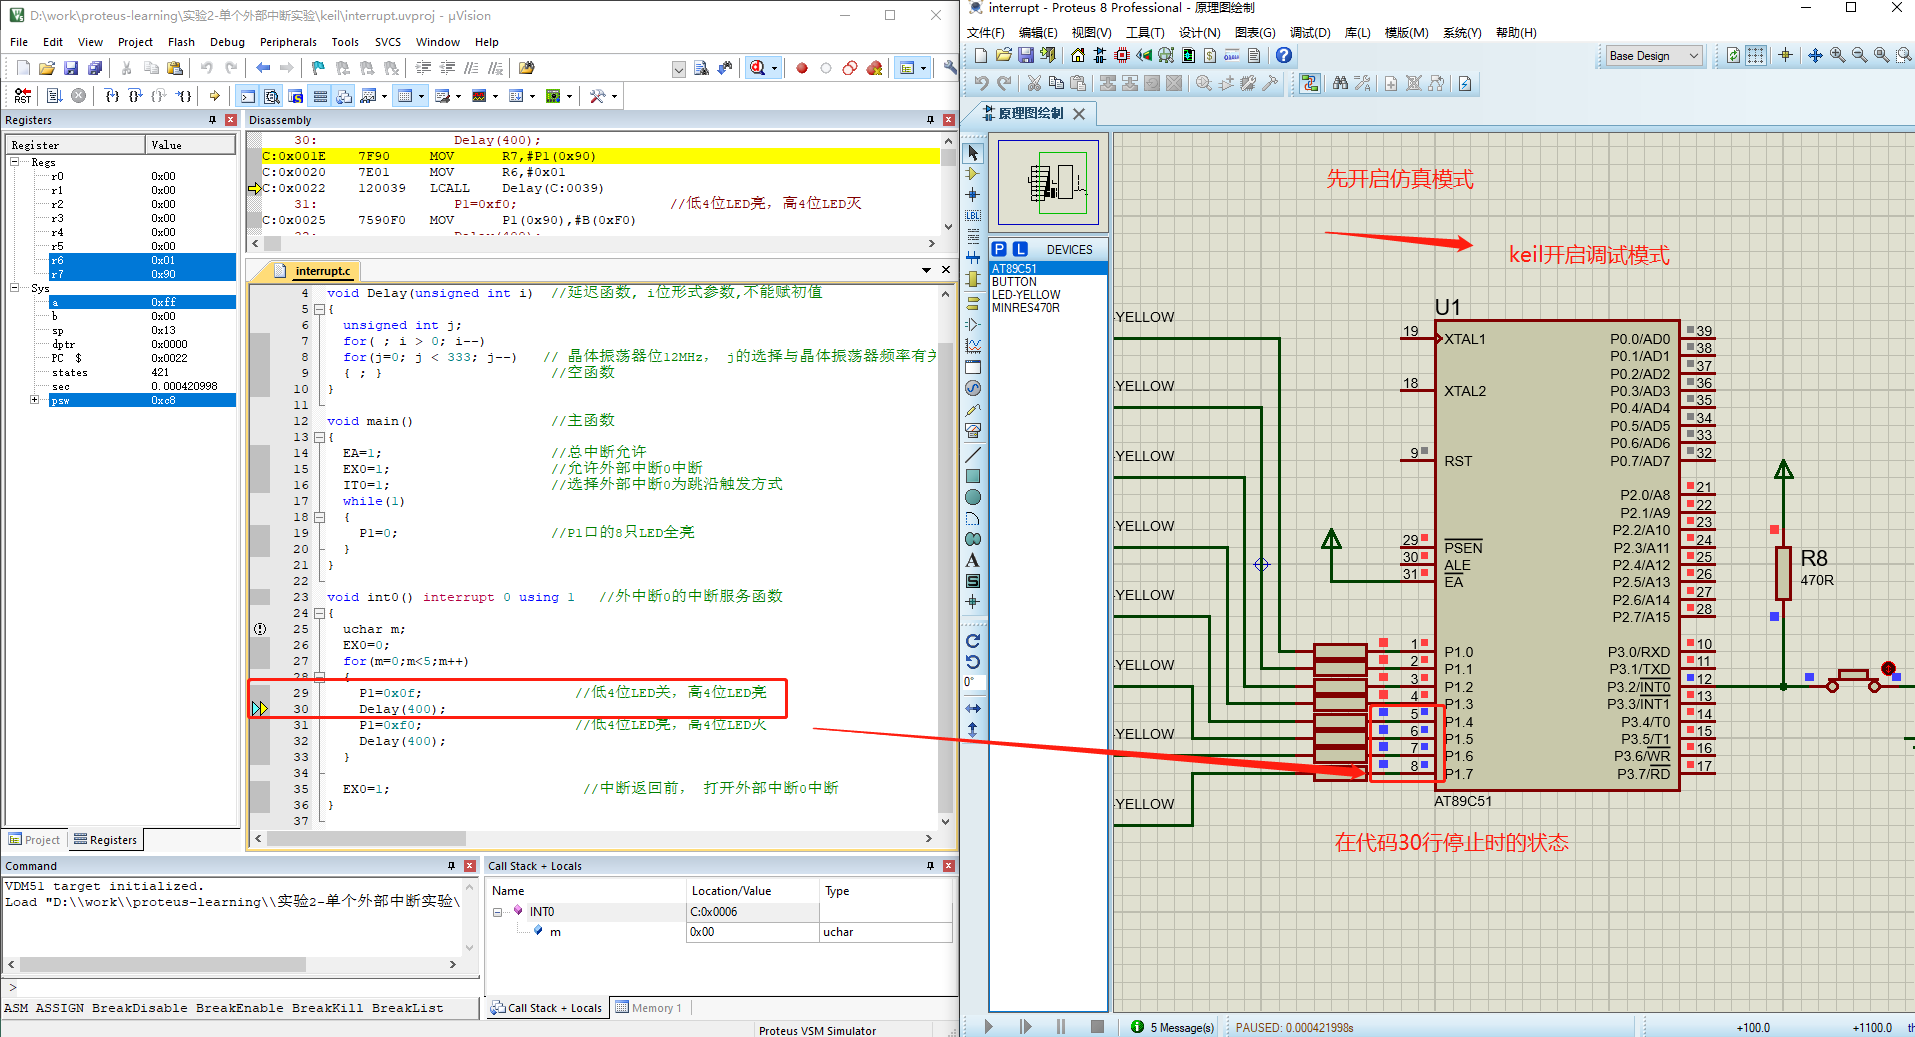 D:\work\proteus-learning\实验2-单个外部中断实验\keil\interrupt.uvproj - µVision
File Edit View Project Flash Debug Peripherals Tools SVCS Window Help
Registers
Register Value
Regs
r0 0x00
r1 0x00
r2 0x00
r3 0x00
r4 0x00
r5 0x00
r6 0x01
r7 0x90
Sys
a 0xff
b 0x00
sp 0x13
dptr 0x0000
PC $ 0x0022
states 421
sec 0.000420998
psw 0xc8
Project Registers
Disassembly
30: Delay(400);
C:0x001E 7F90 MOV R7,#P1(0x90)
C:0x0020 7E01 MOV R6,#0x01
C:0x0022 120039 LCALL Delay(C:0039)
31: P1=0xf0; //低4位LED亮，高4位LED灭
C:0x0025 7590F0 MOV P1(0x90),#B(0xF0)
32: Delay(400);
interrupt.c
4 void Delay(unsigned int i) //延迟函数, i位形式参数,不能赋初值
5 {
6 unsigned int j;
7 for( ; i > 0; i--)
8 for(j=0; j < 333; j--) // 晶体振荡器位12MHz， j的选择与晶体振荡器频率有关
9 { ; } //空函数
10 }
11
12 void main() //主函数
13 {
14 EA=1; //总中断允许
15 EX0=1; //允许外部中断0中断
16 IT0=1; //选择外部中断0为跳沿触发方式
17 while(1)
18 {
19 P1=0; //P1口的8只LED全亮
20 }
21 }
22
23 void int0() interrupt 0 using 1 //外中断0的中断服务函数
24 {
25 uchar m;
26 EX0=0;
27 for(m=0;m<5;m++)
28 {
29 P1=0x0f; //低4位LED关，高4位LED亮
30 Delay(400);
31 P1=0xf0; //低4位LED亮，高4位LED灭
32 Delay(400);
33 }
34
35 EX0=1; //中断返回前， 打开外部中断0中断
36 }
37
Command
VDM51 target initialized.
Load "D:\\work\\proteus-learning\\实验2-单个外部中断实验\
>
ASM ASSIGN BreakDisable BreakEnable BreakKill BreakList
Call Stack + Locals
Name Location/Value Type
INT0 C:0x0006
m 0x00 uchar
Call Stack + Locals Memory 1
Proteus VSM Simulator
interrupt - Proteus 8 Professional - 原理图绘制
文件(F) 编辑(E) 视图(V) 工具(T) 设计(N) 图表(G) 调试(D) 库(L) 模版(M) 系统(Y) 帮助(H)
Base Design
原理图绘制
P L DEVICES
AT89C51
BUTTON
LED-YELLOW
MINRES470R
LBL
A
S
0°
先开启仿真模式
keil开启调试模式
-YELLOW
-YELLOW
-YELLOW
-YELLOW
-YELLOW
-YELLOW
-YELLOW
-YELLOW
U1
19 XTAL1
18 XTAL2
9 RST
29 PSEN
30 ALE
31 EA
1 P1.0
2 P1.1
3 P1.2
4 P1.3
5 P1.4
6 P1.5
7 P1.6
8 P1.7
P0.0/AD0 39
P0.1/AD1 38
P0.2/AD2 37
P0.3/AD3 36
P0.4/AD4 35
P0.5/AD5 34
P0.6/AD6 33
P0.7/AD7 32
P2.0/A8 21
P2.1/A9 22
P2.2/A10 23
P2.3/A11 24
P2.4/A12 25
P2.5/A13 26
P2.6/A14 27
P2.7/A15 28
P3.0/RXD 10
P3.1/TXD 11
P3.2/INT0 12
P3.3/INT1 13
P3.4/T0 14
P3.5/T1 15
P3.6/WR 16
P3.7/RD 17
AT89C51
R8
470R
在代码30行停止时的状态
5 Message(s) PAUSED: 0.000421998s +100.0 +1100.0 th